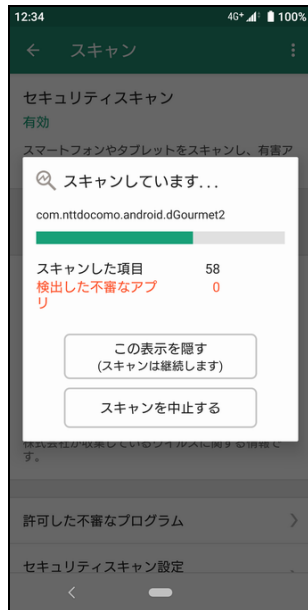 12:34 4G+ 100%
スキャン
セキュリティスキャン
有効
スマートフォンやタブレットをスキャンし、有害ア
スキャンしています...
com.nttdocomo.android.dGourmet2
スキャンした項目 58
検出した不審なアプ 0
リ
この表示を隠す
(スキャンは継続します)
スキャンを中止する
株式会社が収集しているウイルスに関する情報で
す。
許可した不審なプログラム
セキュリティスキャン設定